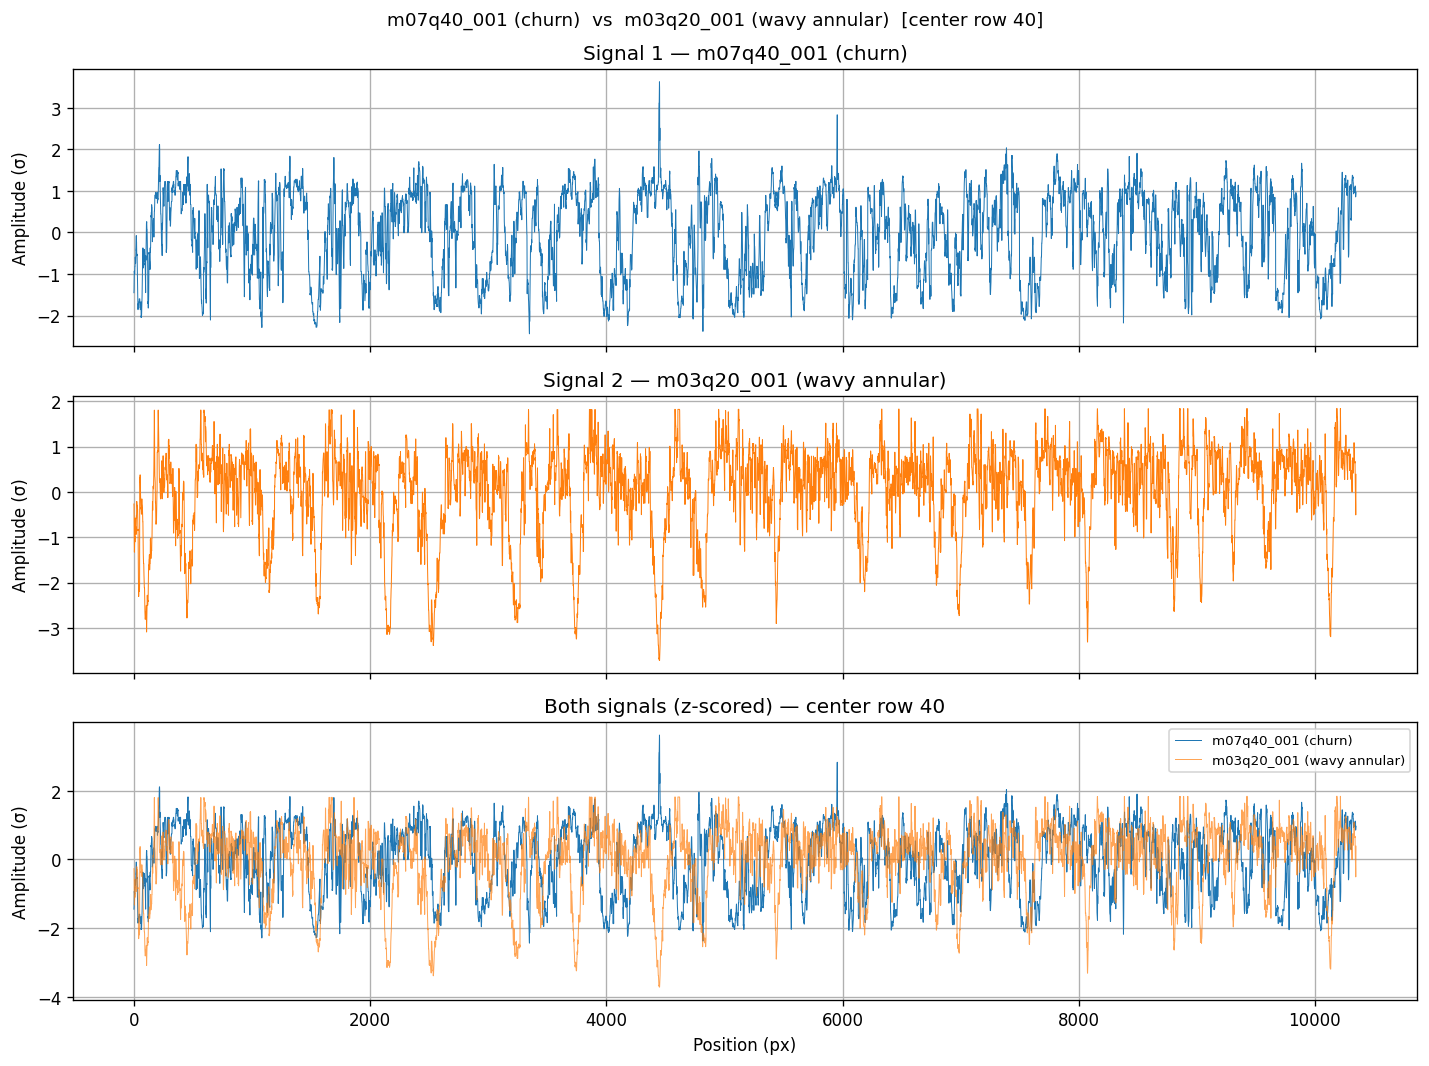 m07q40_001 (churn)  vs  m03q20_001 (wavy annular)  [center row 40]
Signal 1 — m07q40_001 (churn)
3
2
1
0
−1
−2
Amplitude (σ)
Signal 2 — m03q20_001 (wavy annular)
2
1
0
−1
−2
−3
Amplitude (σ)
Both signals (z-scored) — center row 40
m07q40_001 (churn)
m03q20_001 (wavy annular)
2
0
−2
−4
Amplitude (σ)
0 2000 4000 6000 8000 10000
Position (px)